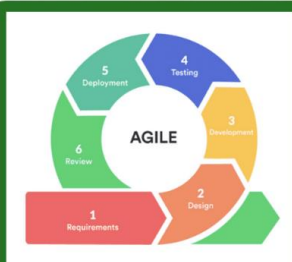 AGILE
1
Requirements
2
Design
3
Development
4
Testing
5
Deployment
6
Review